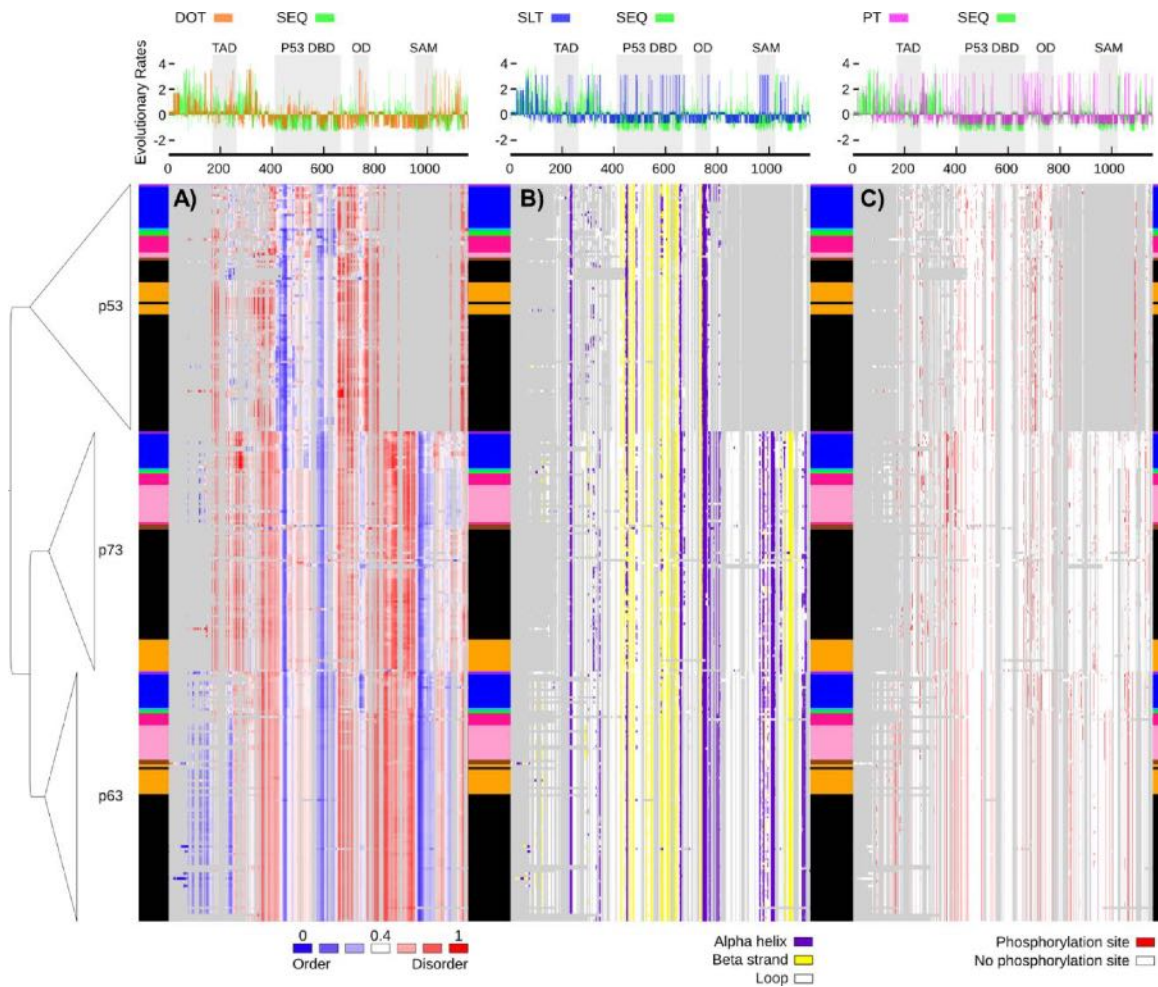 DOT SEQ SLT SEQ PT SEQ
TAD P53 DBD OD SAM TAD P53 DBD OD SAM TAD P53 DBD OD SAM
Evolutionary Rates
4 4 4
2 2 2
0 0 0
-2 -2 -2
0 200 400 600 800 1000 0 200 400 600 800 1000 0 200 400 600 800 1000
A) B) C)
p53
p73
p63
0 0.4 1
Order Disorder
Alpha helix
Beta strand
Loop
Phosphorylation site
No phosphorylation site